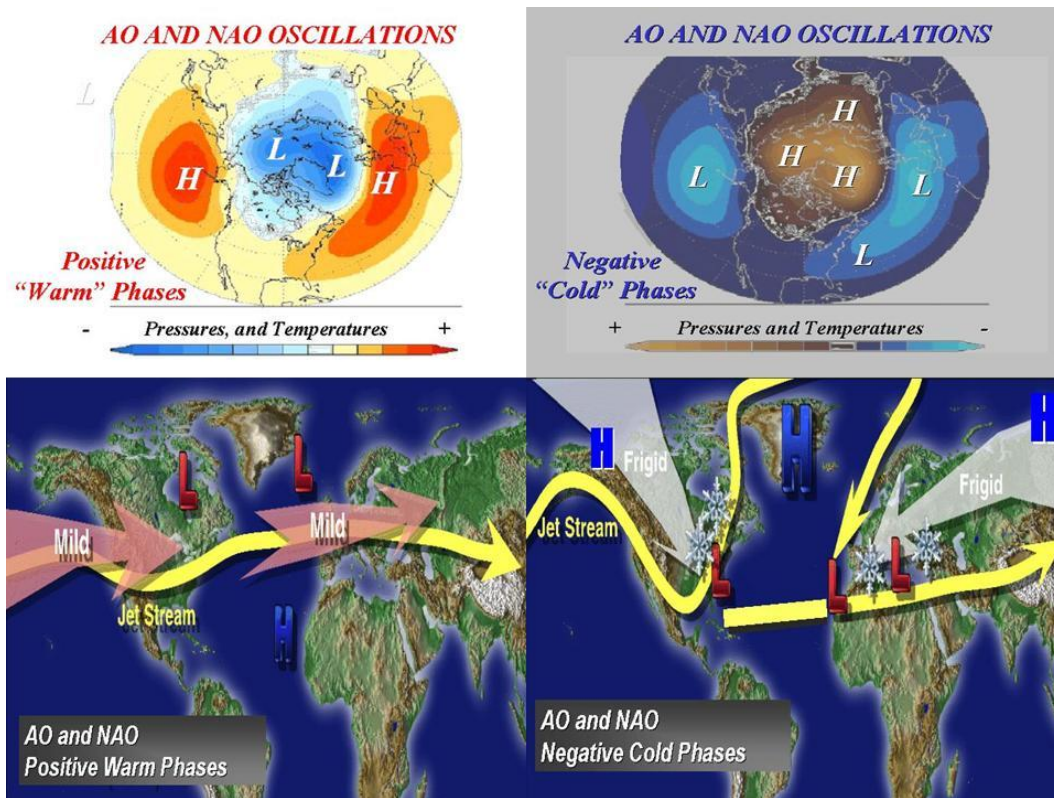 AO AND NAO OSCILLATIONS
L
L
L
H
H
Positive
“Warm” Phases
- Pressures, and Temperatures +
AO AND NAO OSCILLATIONS
H
H
H
L
L
L
Negative
“Cold” Phases
+ Pressures and Temperatures -
L
L
Mild
Mild
Jet Stream
H
AO and NAO
Positive Warm Phases
H
H
H
Frigid
Frigid
Jet Stream
L
L
L
AO and NAO
Negative Cold Phases